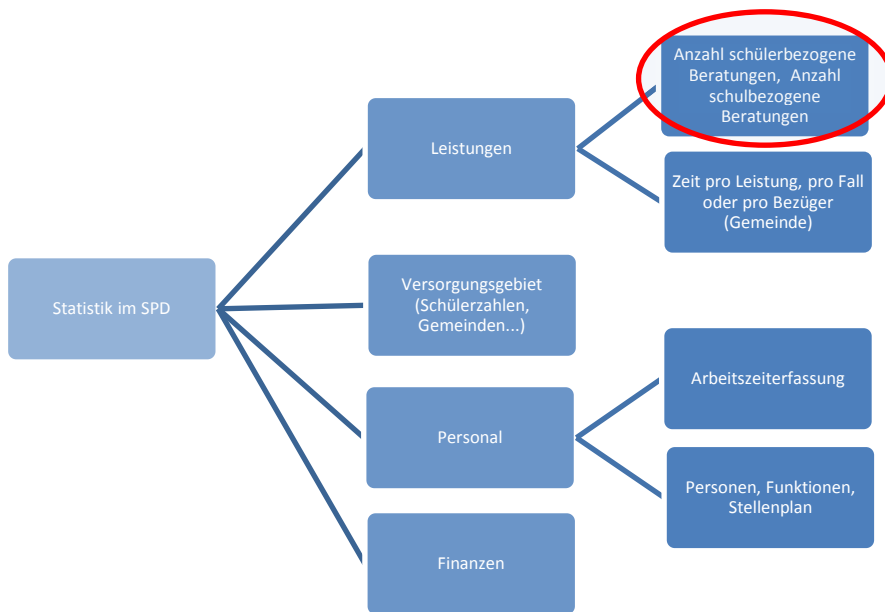 Anzahl schülerbezogene
Beratungen, Anzahl
schulbezogene
Beratungen
Leistungen
Zeit pro Leistung, pro Fall
oder pro Bezüger
(Gemeinde)
Statistik im SPD
Versorgungsgebiet
(Schülerzahlen,
Gemeinden...)
Arbeitszeiterfassung
Personal
Personen, Funktionen,
Stellenplan
Finanzen